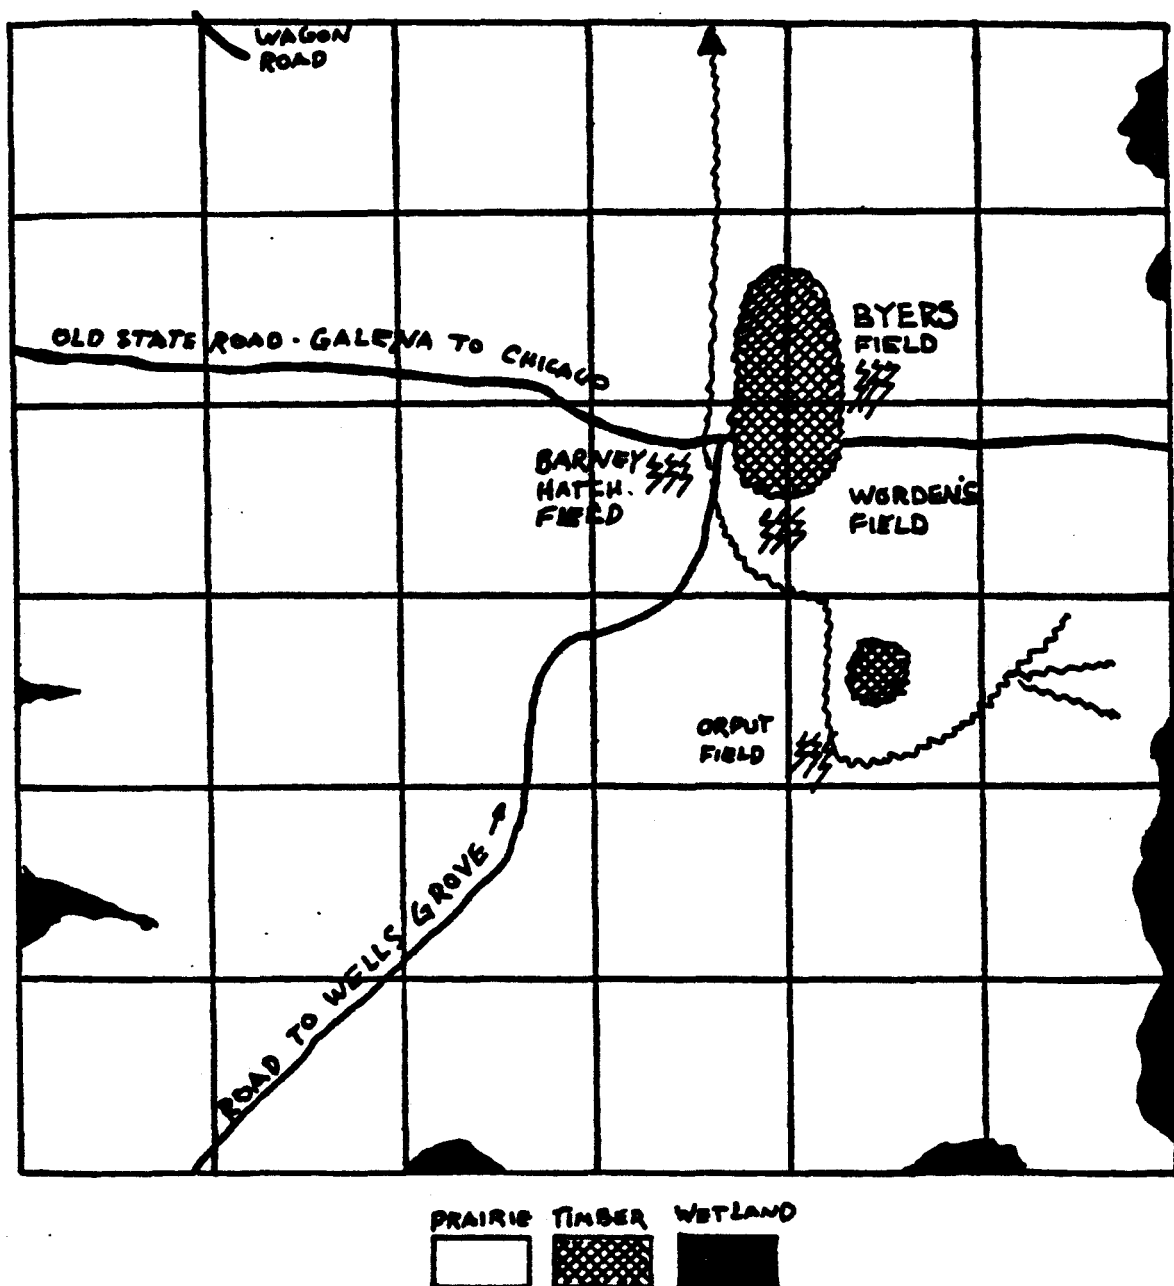 WAGON
ROAD
OLD STATE ROAD · GALENA TO CHICAGO
BYERS
FIELD
BARNEY
HATCH.
FIELD
WORDEN'S
FIELD
ORPUT
FIELD
ROAD TO WELLS GROVE
PRAIRIE TIMBER WETLAND